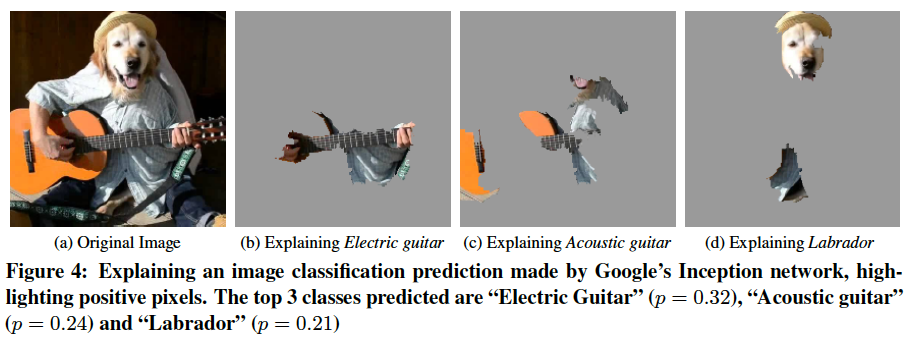 (a) Original Image
(b) Explaining Electric guitar
(c) Explaining Acoustic guitar
(d) Explaining Labrador
Figure 4: Explaining an image classification prediction made by Google's Inception network, high-
lighting positive pixels. The top 3 classes predicted are “Electric Guitar” (p = 0.32), “Acoustic guitar”
(p = 0.24) and “Labrador” (p = 0.21)